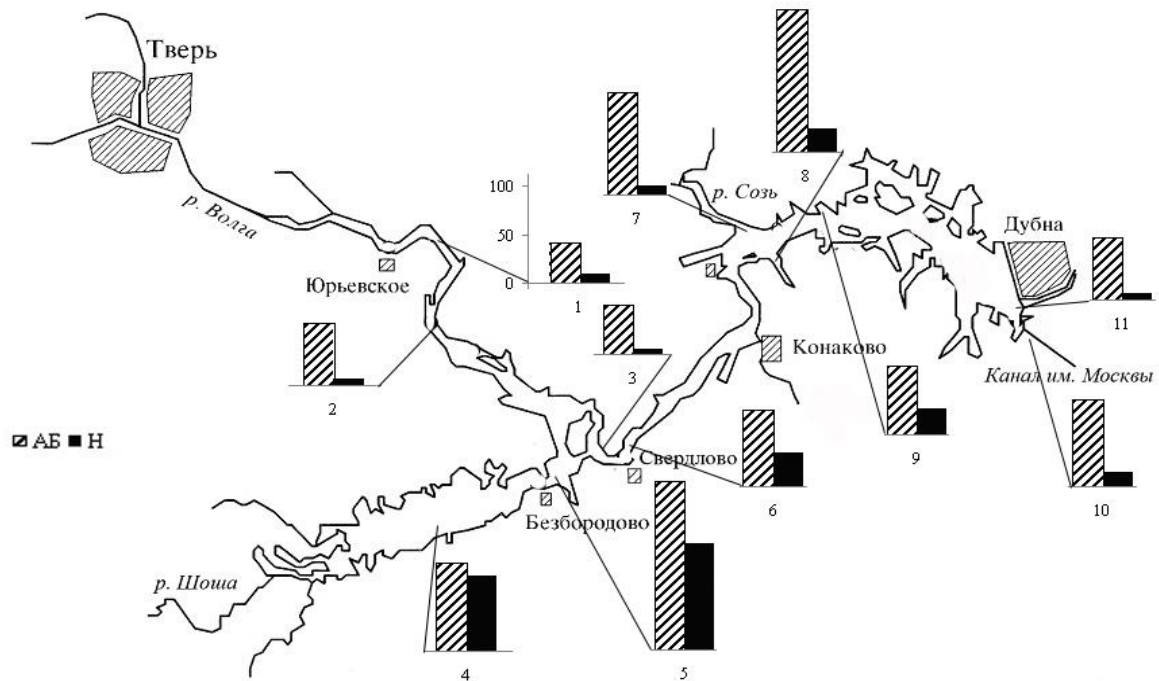 Тверь
р. Волга
100
50
0
1
Юрьевское
2
3
7
8
р. Созь
Дубна
11
Конаково
Канал им. Москвы
9
10
АБ Н
Свердлово
6
Безбородово
р. Шоша
4
5